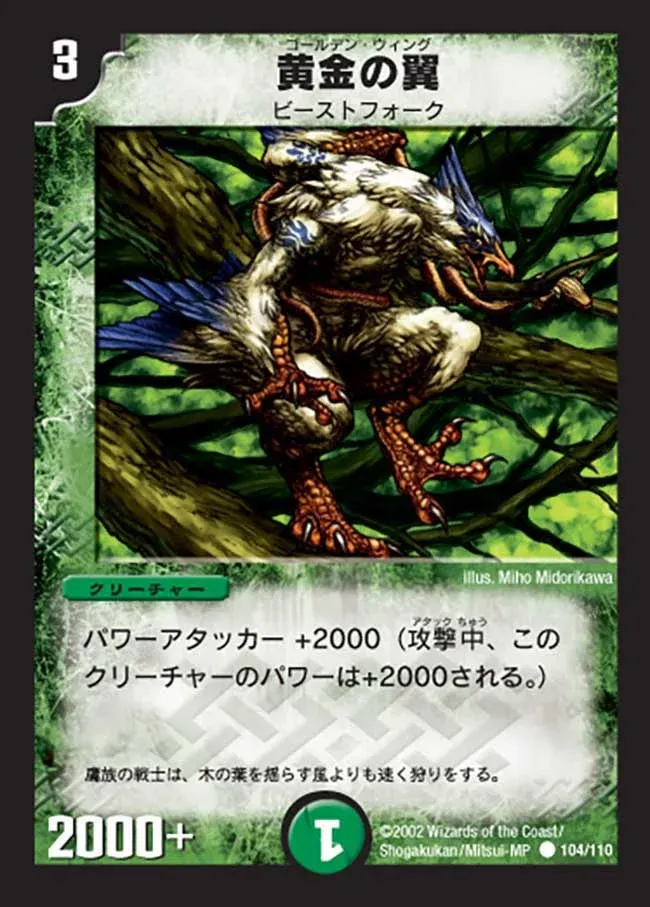 3
ゴールデン・ウィング
黄金の翼
ビーストフォーク
illus. Miho Midorikawa
クリーチャー
アタック ちゅう
パワーアタッカー +2000（攻撃中、この
クリーチャーのパワーは+2000される。）
鷹族の戦士は、木の葉を揺らす風よりも速く狩りをする。
2000+
1
©2002 Wizards of the Coast/
Shogakukan/Mitsui-MP 104/110